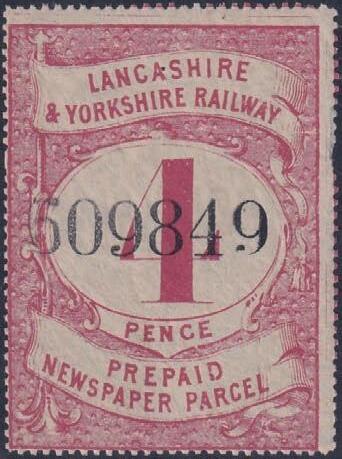 LANCASHIRE
& YORKSHIRE RAILWAY
4
609849
PENCE
PREPAID
NEWSPAPER PARCEL